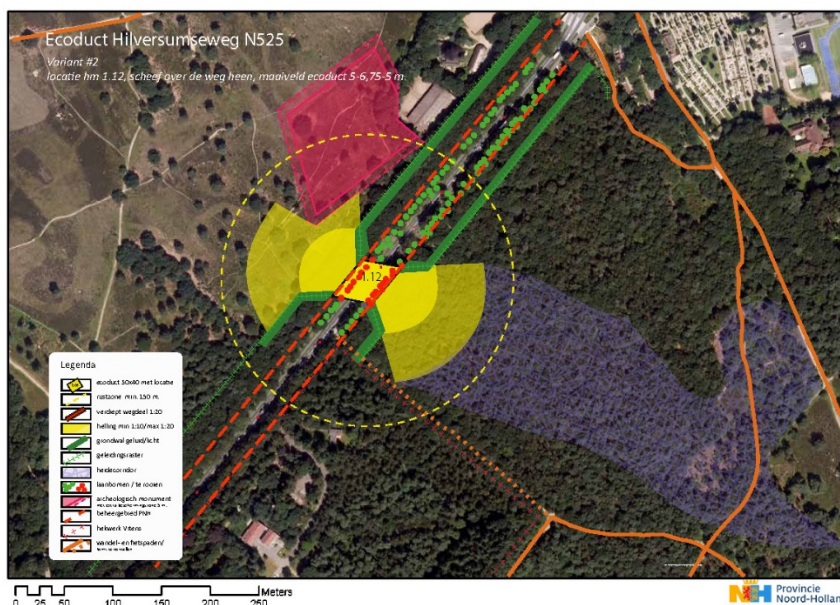 Ecoduct Hilversumseweg N525
Variant #2
locatie hm 1.12, scheef over de weg heen, maaiveld ecoduct 5-6,75-5 m.
1.12
Legenda
ecoduct 50x40 met locatie
rustzone min. 150 m.
verdiept wegdeel 1:20
helling min 1:10/max 1:20
grondwal geluid/licht
geleidingsraster
heidecorridor
laanbomen / te rooien
archeologisch monument
beheergebied PNH
hekwerk Vitens
wandel- en fietspaden/
Meters
0 25 50 100 150 200 250
Provincie
Noord-Holland